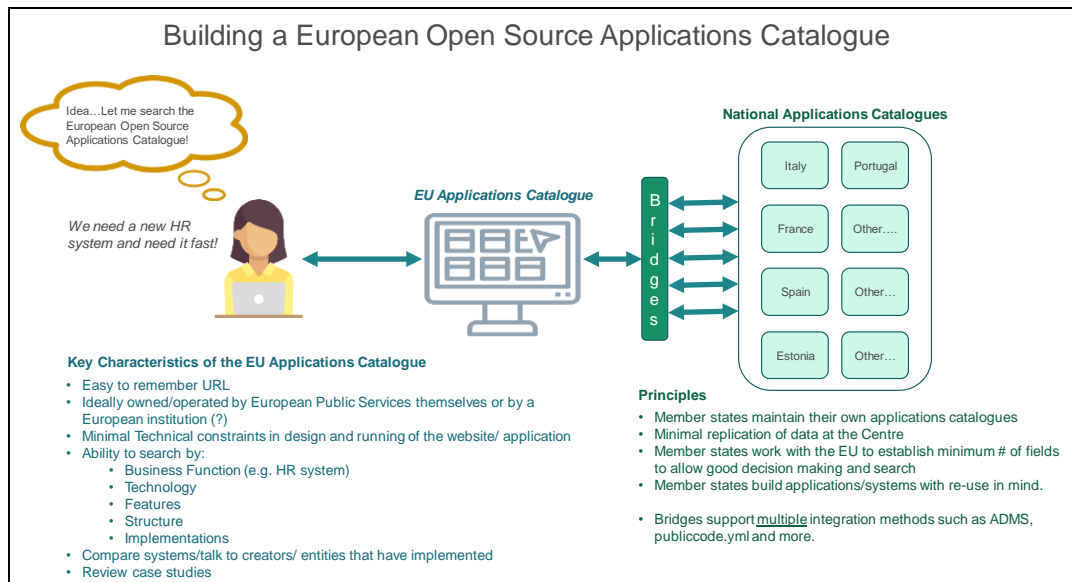 Building a European Open Source Applications Catalogue
Idea…Let me search the
European Open Source
Applications Catalogue!
We need a new HR
system and need it fast!
EU Applications Catalogue
Bridges
National Applications Catalogues
Italy
Portugal
France
Other….
Spain
Other…
Estonia
Other…
Key Characteristics of the EU Applications Catalogue
• Easy to remember URL
• Ideally owned/operated by European Public Services themselves or by a
European institution (?)
• Minimal Technical constraints in design and running of the website/ application
• Ability to search by:
• Business Function (e.g. HR system)
• Technology
• Features
• Structure
• Implementations
• Compare systems/talk to creators/ entities that have implemented
• Review case studies
Principles
• Member states maintain their own applications catalogues
• Minimal replication of data at the Centre
• Member states work with the EU to establish minimum # of fields
to allow good decision making and search
• Member states build applications/systems with re-use in mind.
• Bridges support multiple integration methods such as ADMS,
publiccode.yml and more.